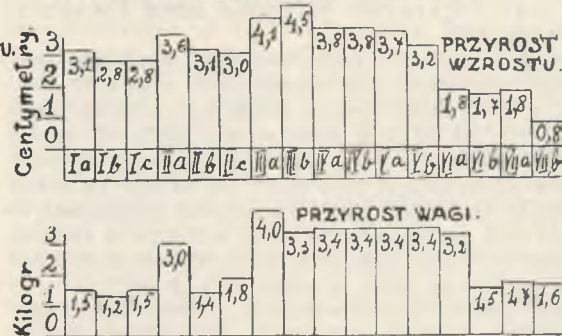 U.
Centymetry.
3
2
1
0
3,1 2,8 2,8 3,6 3,1 3,0 4,1 4,5 3,8 3,8 3,7 3,2 1,8 1,7 1,8 0,8
PRZYROST
WZROSTU.
Ia Ib Ic IIa IIb IIc IIIa IIIb IVa IVb Va Vb VIa VIb VIIa VIIb
PRZYROST WAGI.
Kilogr
3
2
1
0
1,5 1,2 1,5 3,0 1,4 1,8 4,0 3,3 3,4 3,4 3,4 3,4 3,2 1,5 1,7 1,6